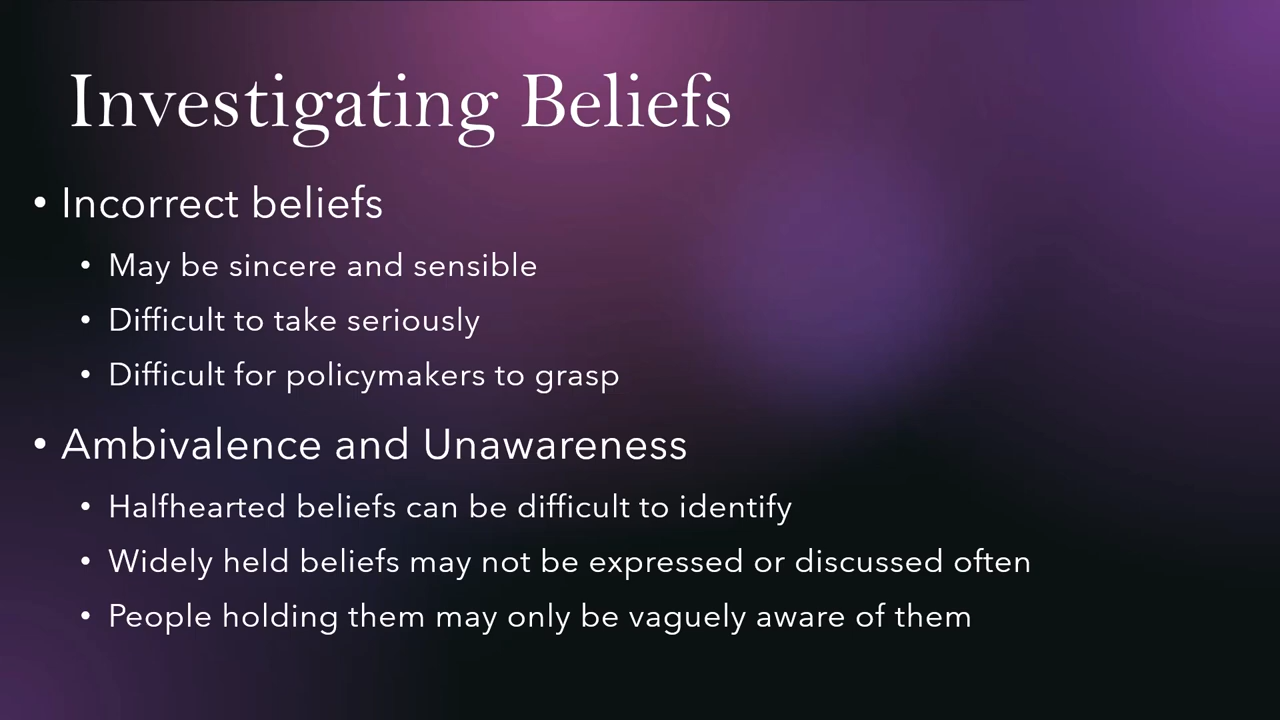 Investigating Beliefs
• Incorrect beliefs
• May be sincere and sensible
• Difficult to take seriously
• Difficult for policymakers to grasp
• Ambivalence and Unawareness
• Halfhearted beliefs can be difficult to identify
• Widely held beliefs may not be expressed or discussed often
• People holding them may only be vaguely aware of them